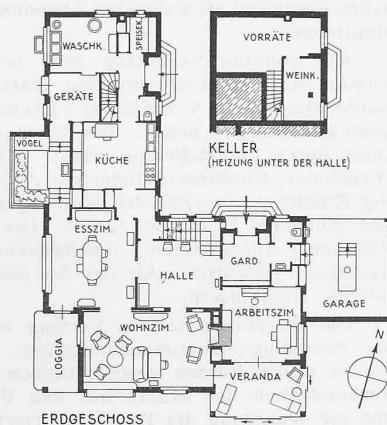 WASCHK.
SPEISEK.
GERÄTE
VÖGEL
KÜCHE
ESSZIM.
HALLE
GARD
ARBEITSZIM.
WOHNZIM.
LOGGIA
VERANDA
GARAGE
N
ERDGESCHOSS
VORRÄTE
WEINK.
KELLER
(HEIZUNG UNTER DER HALLE)